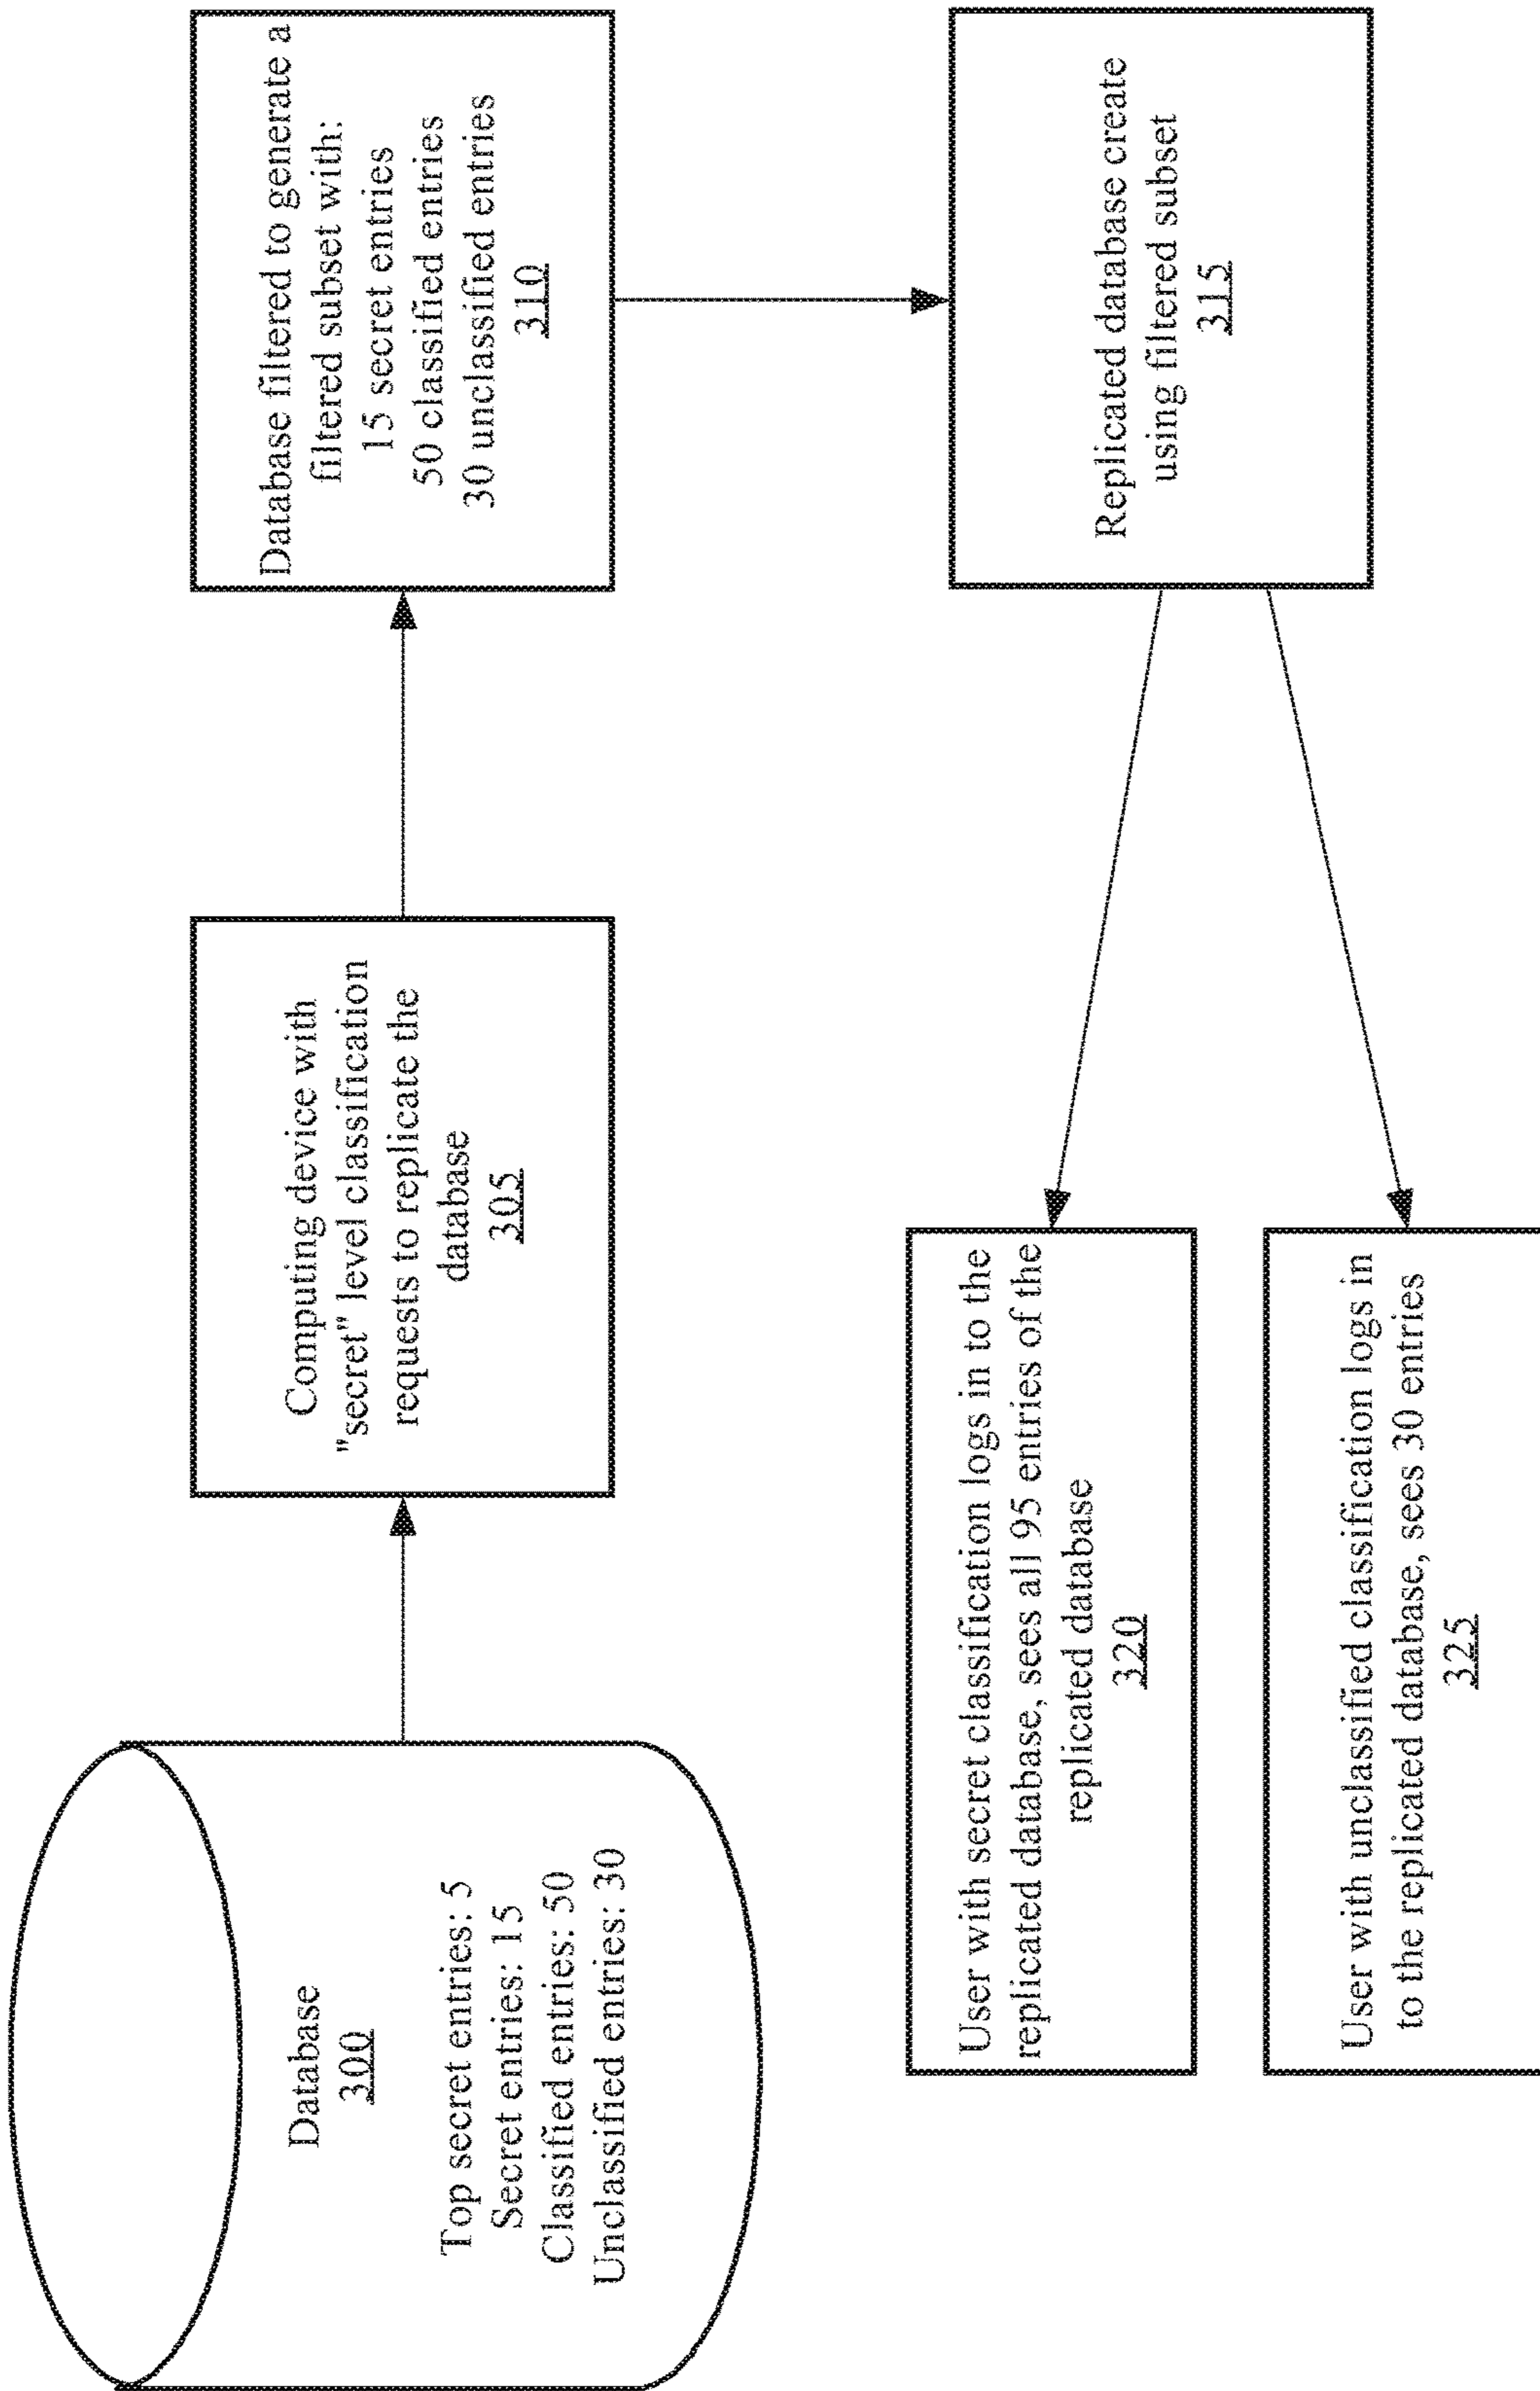 Database
300
Top secret entries: 5
Secret entries: 15
Classified entries: 50
Unclassified entries: 30
Computing device with
"secret" level classification
requests to replicate the
database
305
Database filtered to generate a
filtered subset with:
15 secret entries
50 classified entries
30 unclassified entries
310
Replicated database create
using filtered subset
315
User with secret classification logs in to the
replicated database, sees all 95 entries of the
replicated database
320
User with unclassified classification logs in
to the replicated database, sees 30 entries
325